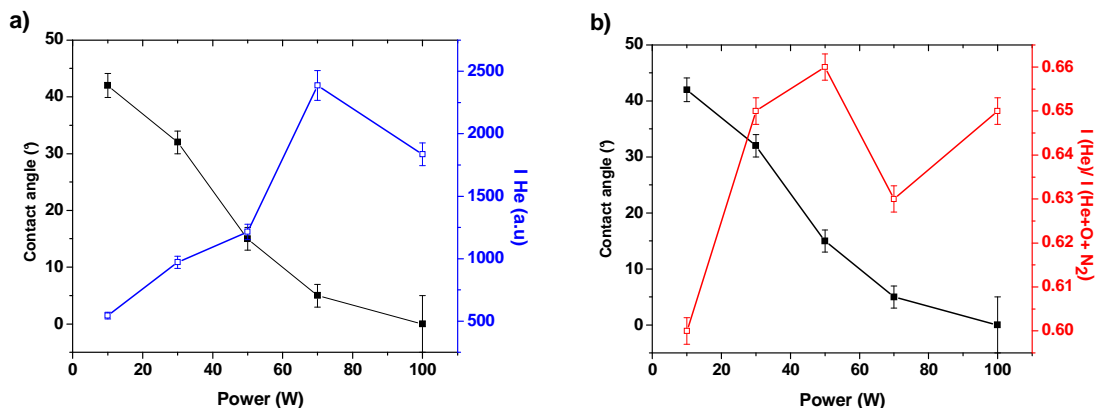 a)
50
40
30
20
10
0
Contact angle (°)
2500
2000
1500
1000
500
I He (a.u)
0 20 40 60 80 100
Power (W)
b)
50
40
30
20
10
0
Contact angle (°)
0.66
0.65
0.64
0.63
0.62
0.61
0.60
I (He)/ I (He+O+ N2)
0 20 40 60 80 100
Power (W)